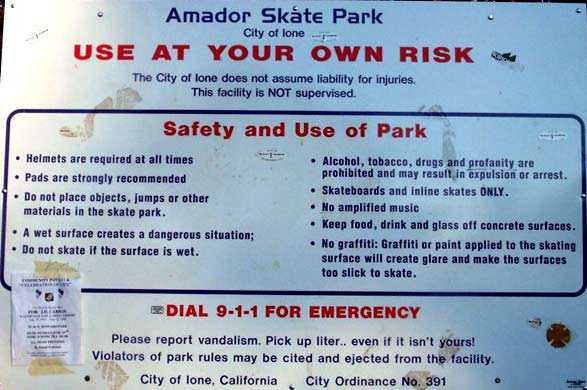 Amador Skate Park
City of Ione
USE AT YOUR OWN RISK
The City of Ione does not assume liability for injuries.
This facility is NOT supervised.
Safety and Use of Park
• Helmets are required at all times
• Pads are strongly recommended
• Do not place objects, jumps or other
materials in the skate park.
• A wet surface creates a dangerous situation;
• Do not skate if the surface is wet.
• Alcohol, tobacco, drugs and profanity are
prohibited and may result in expulsion or arrest.
• Skateboards and inline skates ONLY.
• No amplified music
• Keep food, drink and glass off concrete surfaces.
• No graffiti: Graffiti or paint applied to the skating
surface will create glare and make the surfaces
too slick to skate.
COMMUNITY POTLUCK
"CELEBRATION OF LIFE"
FOR: J.D. CARROW
DIAL 9-1-1 FOR EMERGENCY
Please report vandalism. Pick up liter.. even if it isn't yours!
Violators of park rules may be cited and ejected from the facility.
City of Ione, California City Ordinance No. 391